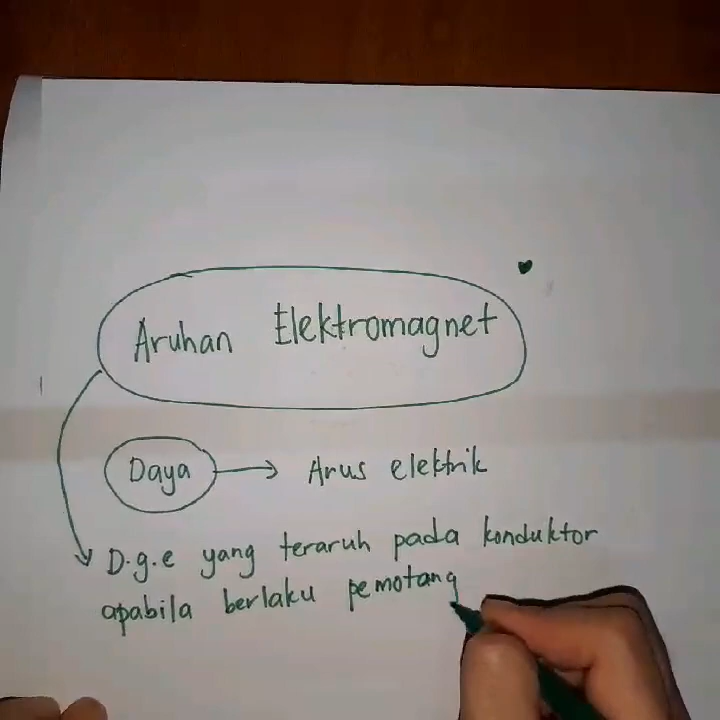 Aruhan Elektromagnet
Daya → Arus elektrik
D.g.e yang teraruh pada konduktor
apabila berlaku pemotang